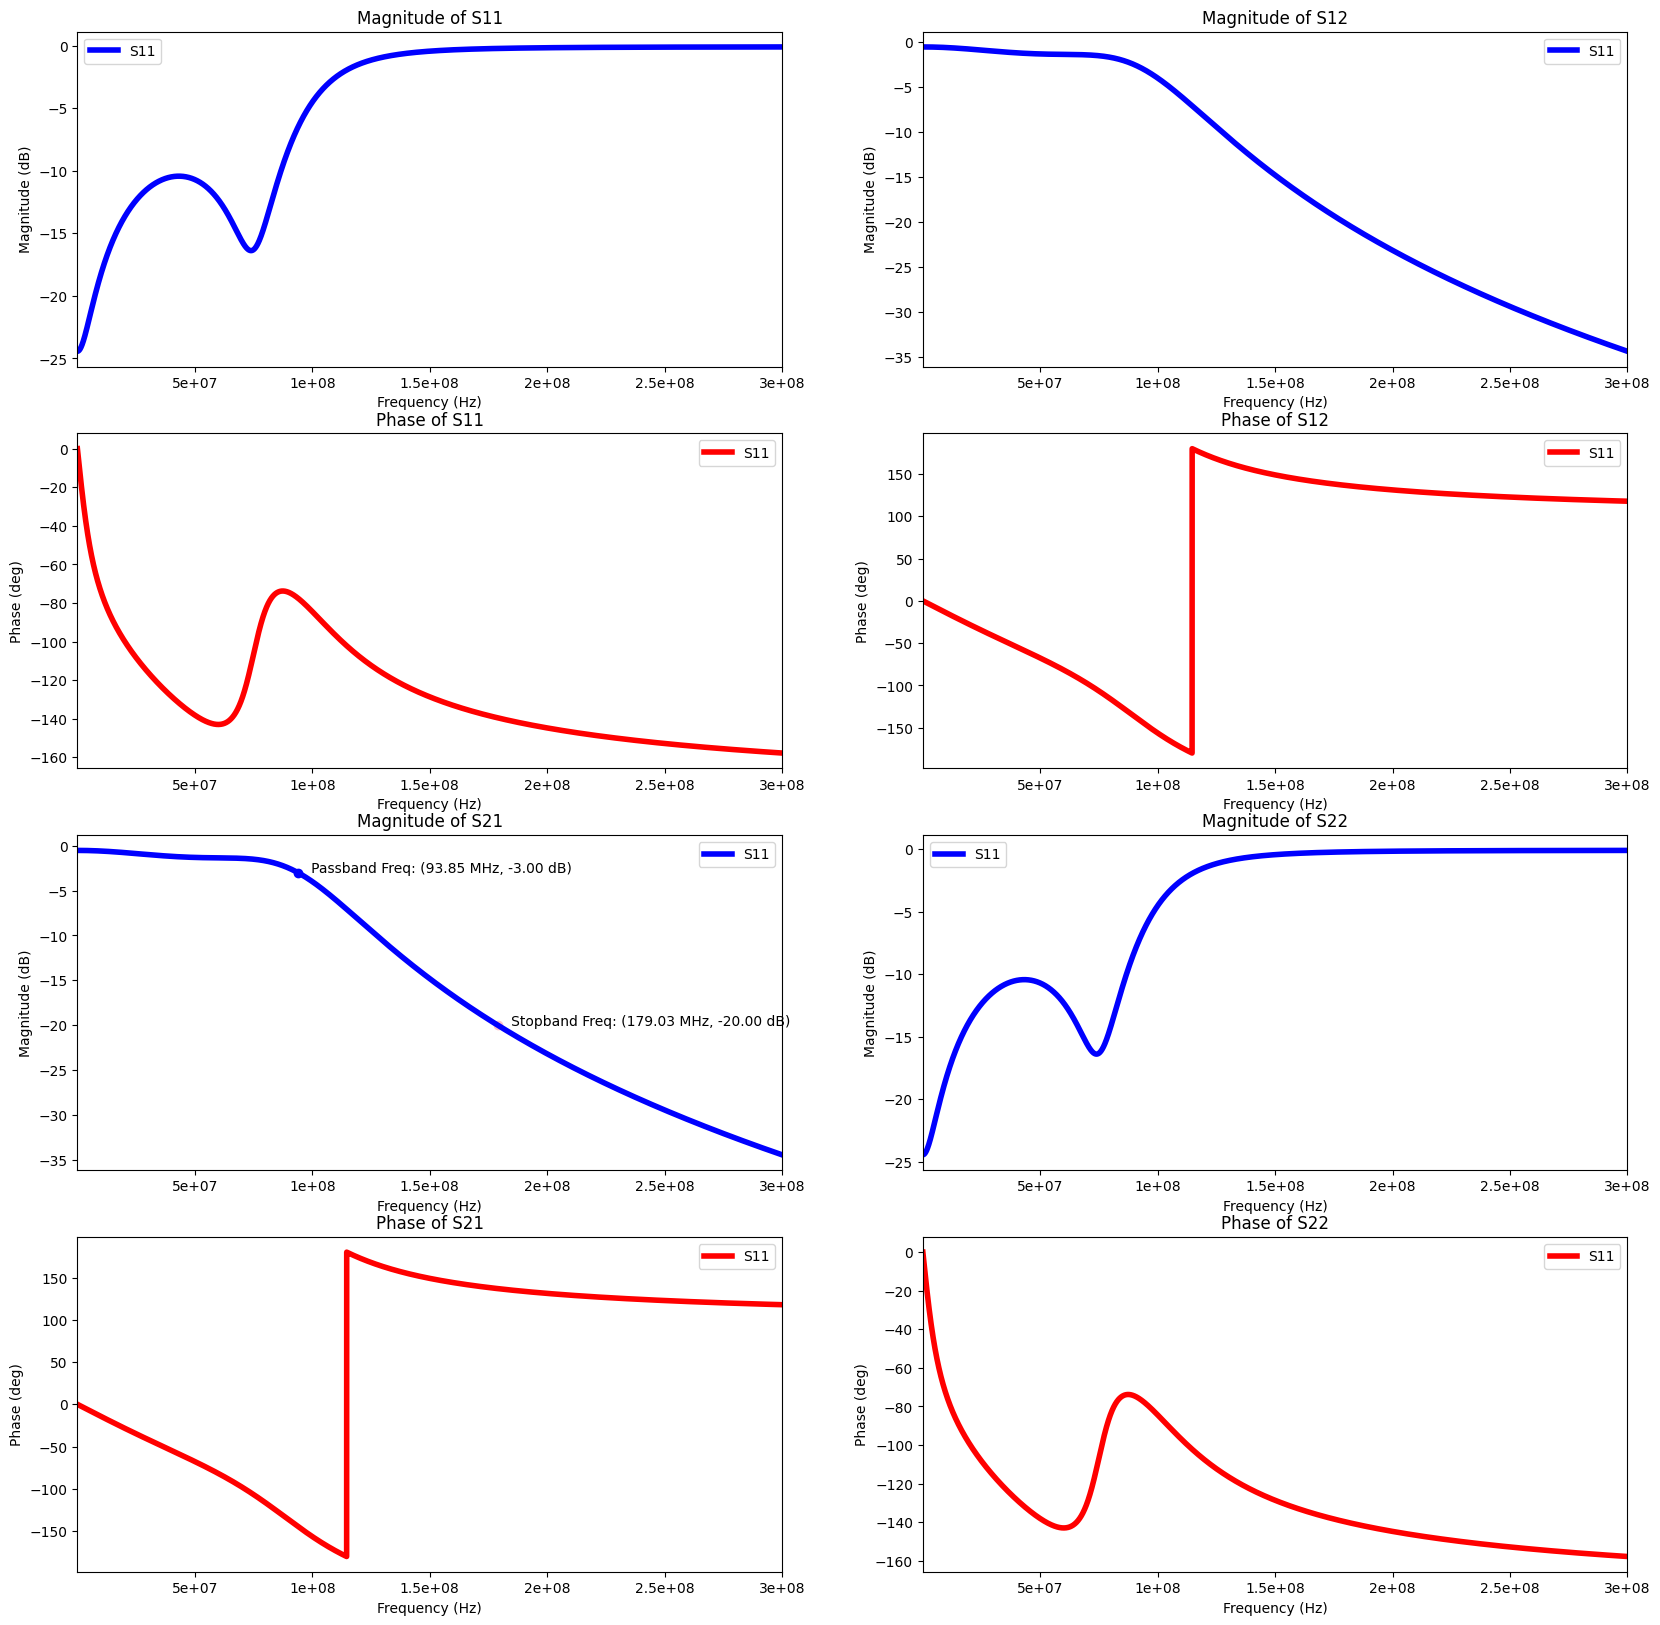 Magnitude of S11
S11
Magnitude (dB)
0
−5
−10
−15
−20
−25
5e+07 1e+08 1.5e+08 2e+08 2.5e+08 3e+08
Frequency (Hz)
Magnitude of S12
S11
Magnitude (dB)
0
−5
−10
−15
−20
−25
−30
−35
5e+07 1e+08 1.5e+08 2e+08 2.5e+08 3e+08
Frequency (Hz)
Phase of S11
S11
Phase (deg)
0
−20
−40
−60
−80
−100
−120
−140
−160
5e+07 1e+08 1.5e+08 2e+08 2.5e+08 3e+08
Frequency (Hz)
Phase of S12
S11
Phase (deg)
150
100
50
0
−50
−100
−150
5e+07 1e+08 1.5e+08 2e+08 2.5e+08 3e+08
Frequency (Hz)
Magnitude of S21
S11
Passband Freq: (93.85 MHz, -3.00 dB)
Stopband Freq: (179.03 MHz, -20.00 dB)
Magnitude (dB)
0
−5
−10
−15
−20
−25
−30
−35
5e+07 1e+08 1.5e+08 2e+08 2.5e+08 3e+08
Frequency (Hz)
Magnitude of S22
S11
Magnitude (dB)
0
−5
−10
−15
−20
−25
5e+07 1e+08 1.5e+08 2e+08 2.5e+08 3e+08
Frequency (Hz)
Phase of S21
S11
Phase (deg)
150
100
50
0
−50
−100
−150
5e+07 1e+08 1.5e+08 2e+08 2.5e+08 3e+08
Frequency (Hz)
Phase of S22
S11
Phase (deg)
0
−20
−40
−60
−80
−100
−120
−140
−160
5e+07 1e+08 1.5e+08 2e+08 2.5e+08 3e+08
Frequency (Hz)